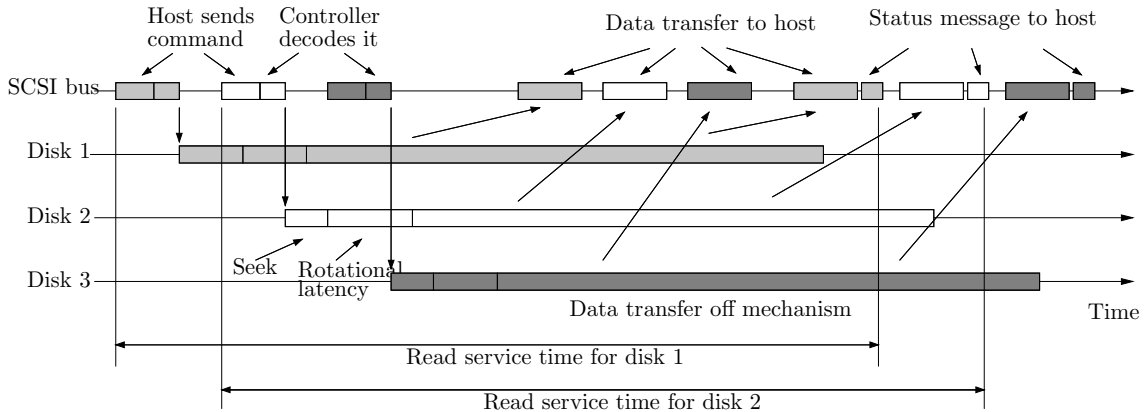 Host sends
command
Controller
decodes it
Data transfer to host
Status message to host
SCSI bus
Disk 1
Disk 2
Seek
Rotational
latency
Disk 3
Data transfer off mechanism
Time
Read service time for disk 1
Read service time for disk 2